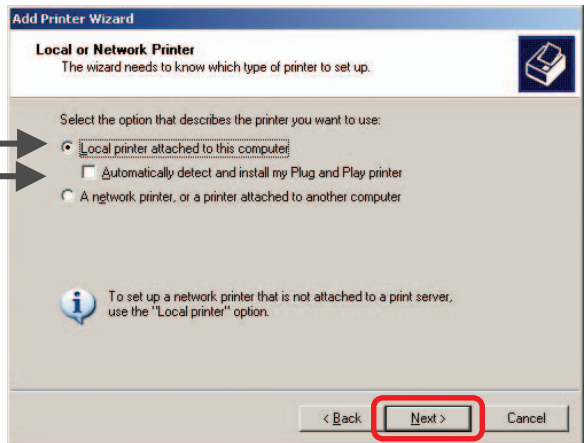 Add Printer Wizard
Local or Network Printer
The wizard needs to know which type of printer to set up.
Select the option that describes the printer you want to use:
Local printer attached to this computer
Automatically detect and install my Plug and Play printer
A network printer, or a printer attached to another computer
To set up a network printer that is not attached to a print server,
use the "Local printer" option.
< Back Next > Cancel